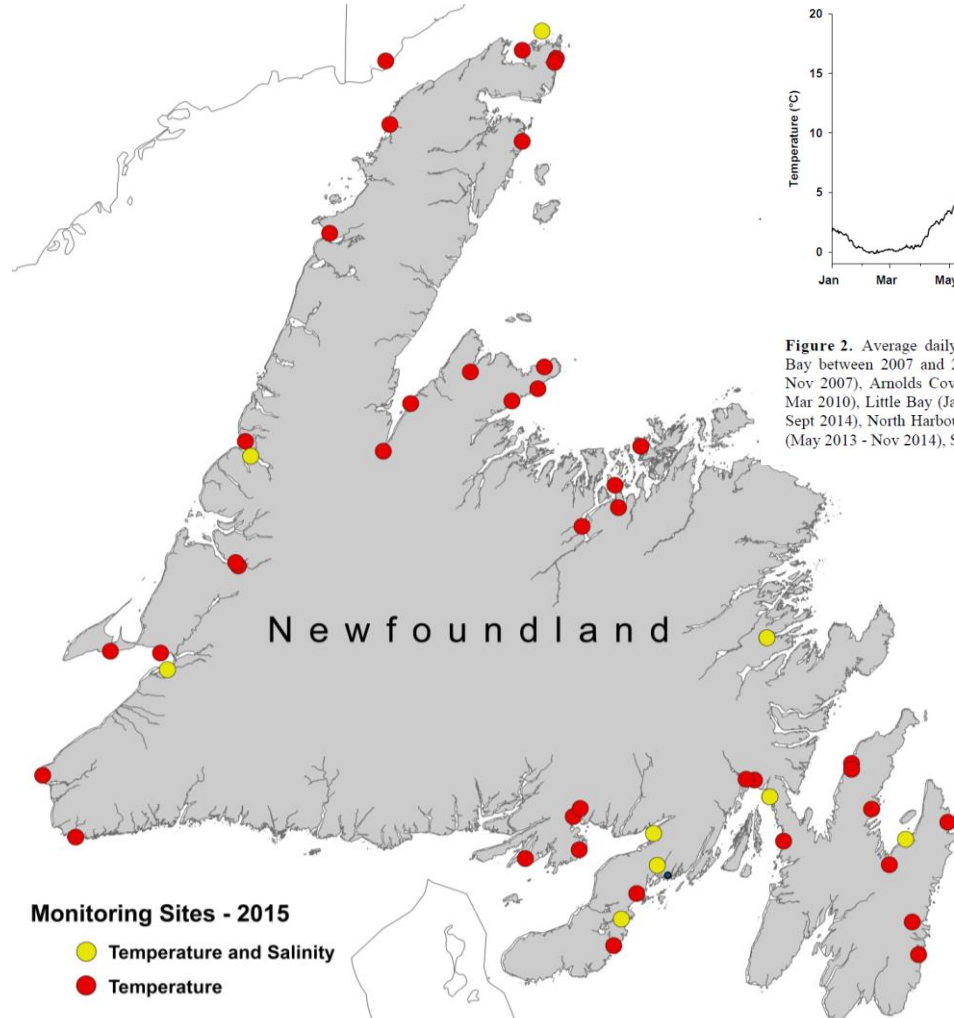 20
15
10
5
0
Temperature (°C)
Jan Mar May
Figure 2. Average daily
Bay between 2007 and 2
Nov 2007), Arnolds Cov
Mar 2010), Little Bay (Ja
Sept 2014), North Harbou
(May 2013 - Nov 2014), S
Newfoundland
Monitoring Sites - 2015
Temperature and Salinity
Temperature